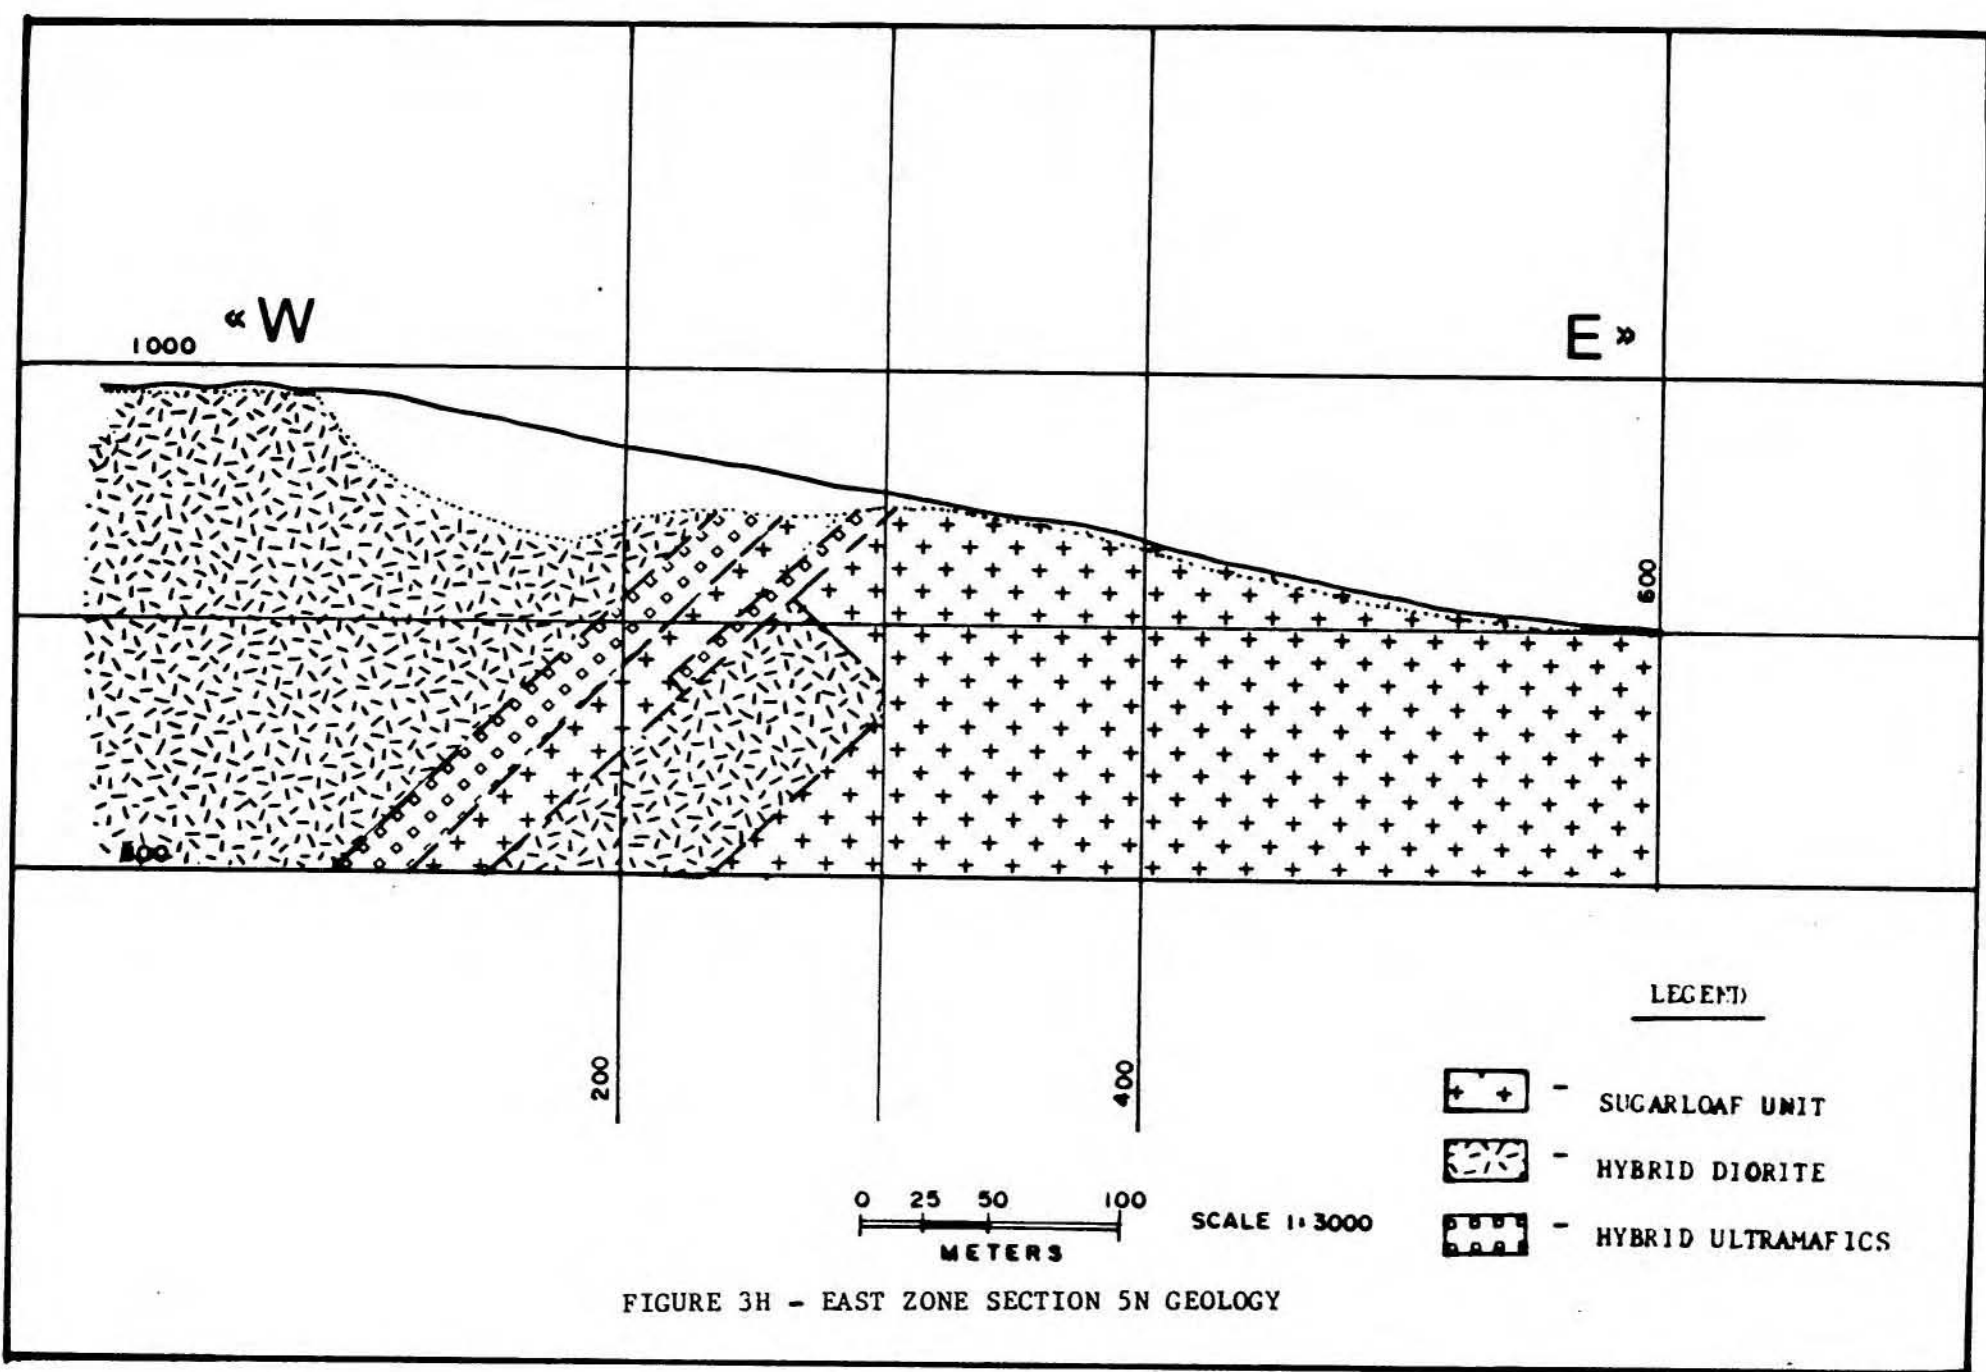 « W
E »
1000
600
800
200
400
LEGEND
- SUGARLOAF UNIT
- HYBRID DIORITE
- HYBRID ULTRAMAFICS
0 25 50 100
METERS
SCALE 1:3000
FIGURE 3H - EAST ZONE SECTION 5N GEOLOGY